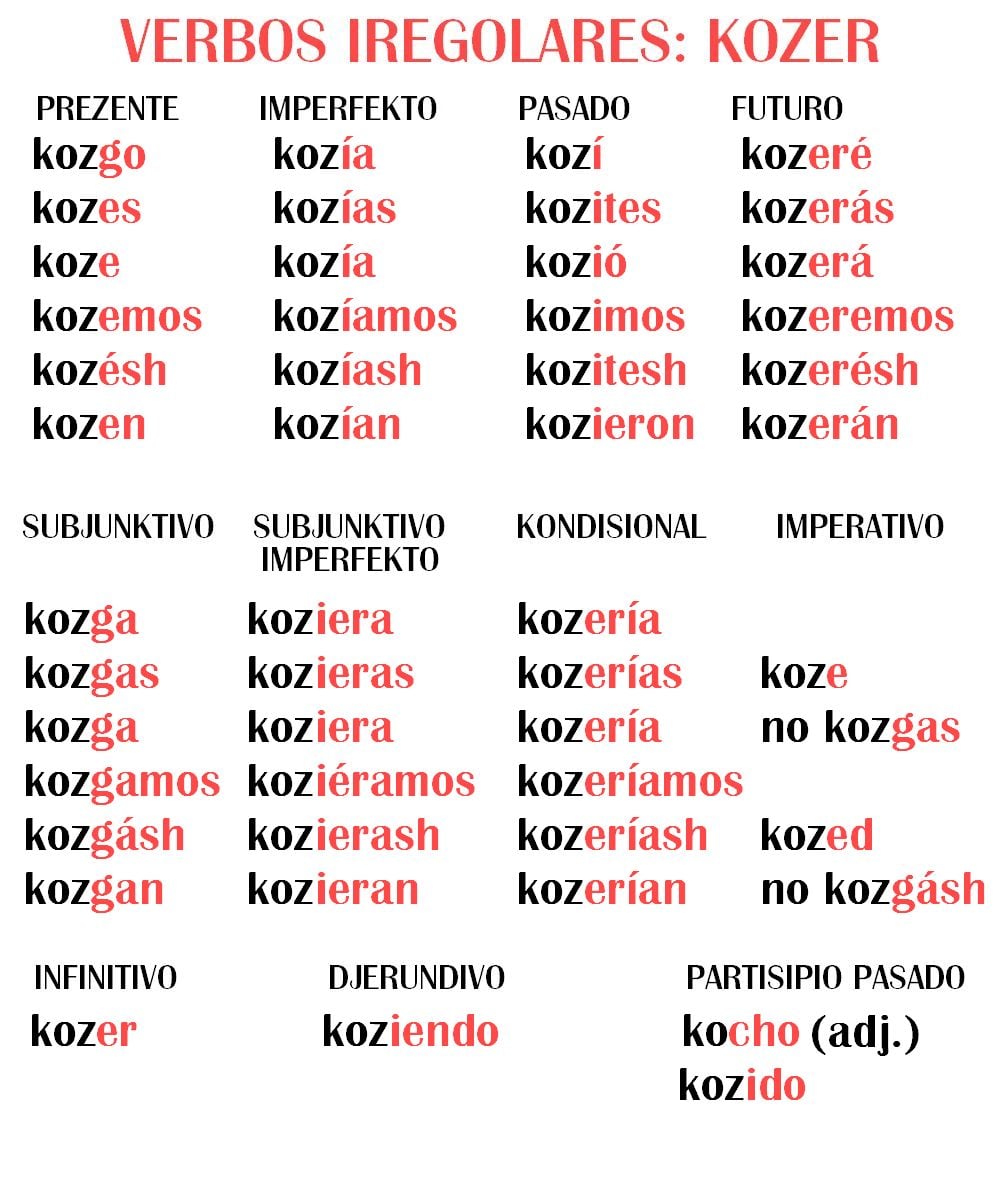 VERBOS IREGOLARES: KOZER
PREZENTE IMPERFEKTO PASADO FUTURO
kozgo kozía kozí kozeré
kozes kozías kozites kozerás
koze kozía kozió kozerá
kozemos kozíamos kozimos kozeremos
kozésh kozíash kozitesh kozerésh
kozen kozían kozieron kozerán
SUBJUNKTIVO SUBJUNKTIVO KONDISIONAL IMPERATIVO
IMPERFEKTO
kozga koziera kozería
kozgas kozieras kozerías koze
kozga koziera kozería no kozgas
kozgamos koziéramos kozeríamos
kozgásh kozierash kozeríash kozed
kozgan kozieran kozerían no kozgásh
INFINITIVO DJERUNDIVO PARTISIPIO PASADO
kozer koziendo kocho (adj.)
kozido